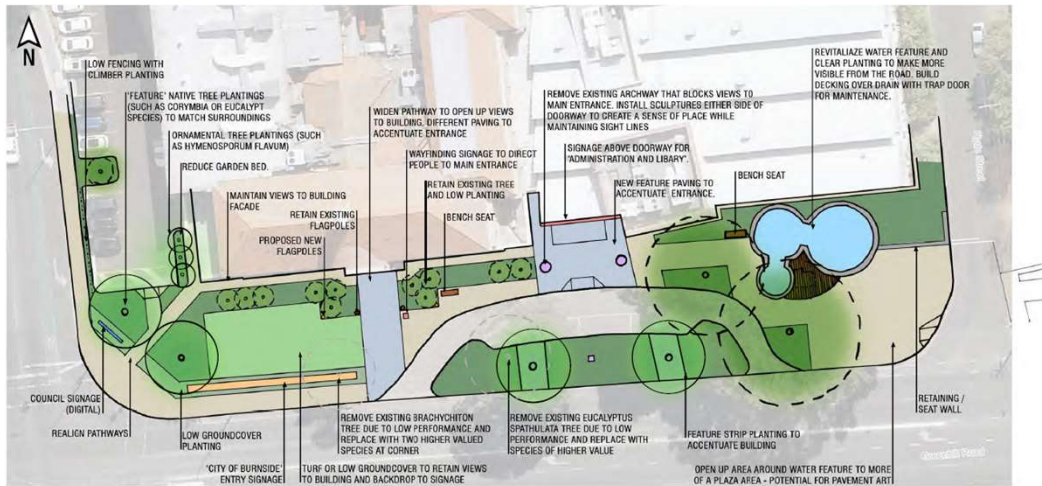 N
LOW FENCING WITH
CLIMBER PLANTING
'FEATURE' NATIVE TREE PLANTINGS
(SUCH AS CORYMBIA OR EUCALYPT
SPECIES) TO MATCH SURROUNDINGS
ORNAMENTAL TREE PLANTINGS (SUCH
AS HYMENOSPORUM FLAVUM)
REDUCE GARDEN BED.
MAINTAIN VIEWS TO BUILDING
FACADE
RETAIN EXISTING
FLAGPOLES
PROPOSED NEW
FLAGPOLES
WIDEN PATHWAY TO OPEN UP VIEWS
TO BUILDING. DIFFERENT PAVING TO
ACCENTUATE ENTRANCE
WAYFINDING SIGNAGE TO DIRECT
PEOPLE TO MAIN ENTRANCE
RETAIN EXISTING TREE
AND LOW PLANTING
BENCH SEAT
REMOVE EXISTING ARCHWAY THAT BLOCKS VIEWS TO
MAIN ENTRANCE. INSTALL SCULPTURES EITHER SIDE OF
DOORWAY TO CREATE A SENSE OF PLACE WHILE
MAINTAINING SIGHT LINES
SIGNAGE ABOVE DOORWAY FOR
'ADMINISTRATION AND LIBARY'.
NEW FEATURE PAVING TO
ACCENTUATE ENTRANCE.
BENCH SEAT
REVITALIAZE WATER FEATURE AND
CLEAR PLANTING TO MAKE MORE
VISIBLE FROM THE ROAD. BUILD
DECKING OVER DRAIN WITH TRAP DOOR
FOR MAINTENANCE.
COUNCIL SIGNAGE
(DIGITAL)
REALIGN PATHWAYS
LOW GROUNDCOVER
PLANTING
'CITY OF BURNSIDE'
ENTRY SIGNAGE
TURF OR LOW GROUNDCOVER TO RETAIN VIEWS
TO BUILDING AND BACKDROP TO SIGNAGE
REMOVE EXISTING BRACHYCHITON
TREE DUE TO LOW PERFORMANCE AND
REPLACE WITH TWO HIGHER VALUED
SPECIES AT CORNER
REMOVE EXISTING EUCALYPTUS
SPATHULATA TREE DUE TO LOW
PERFORMANCE AND REPLACE WITH
SPECIES OF HIGHER VALUE
FEATURE STRIP PLANTING TO
ACCENTUATE BUILDING
OPEN UP AREA AROUND WATER FEATURE TO MORE
OF A PLAZA AREA - POTENTIAL FOR PAVEMENT ART
RETAINING /
SEAT WALL
Greenhill Road